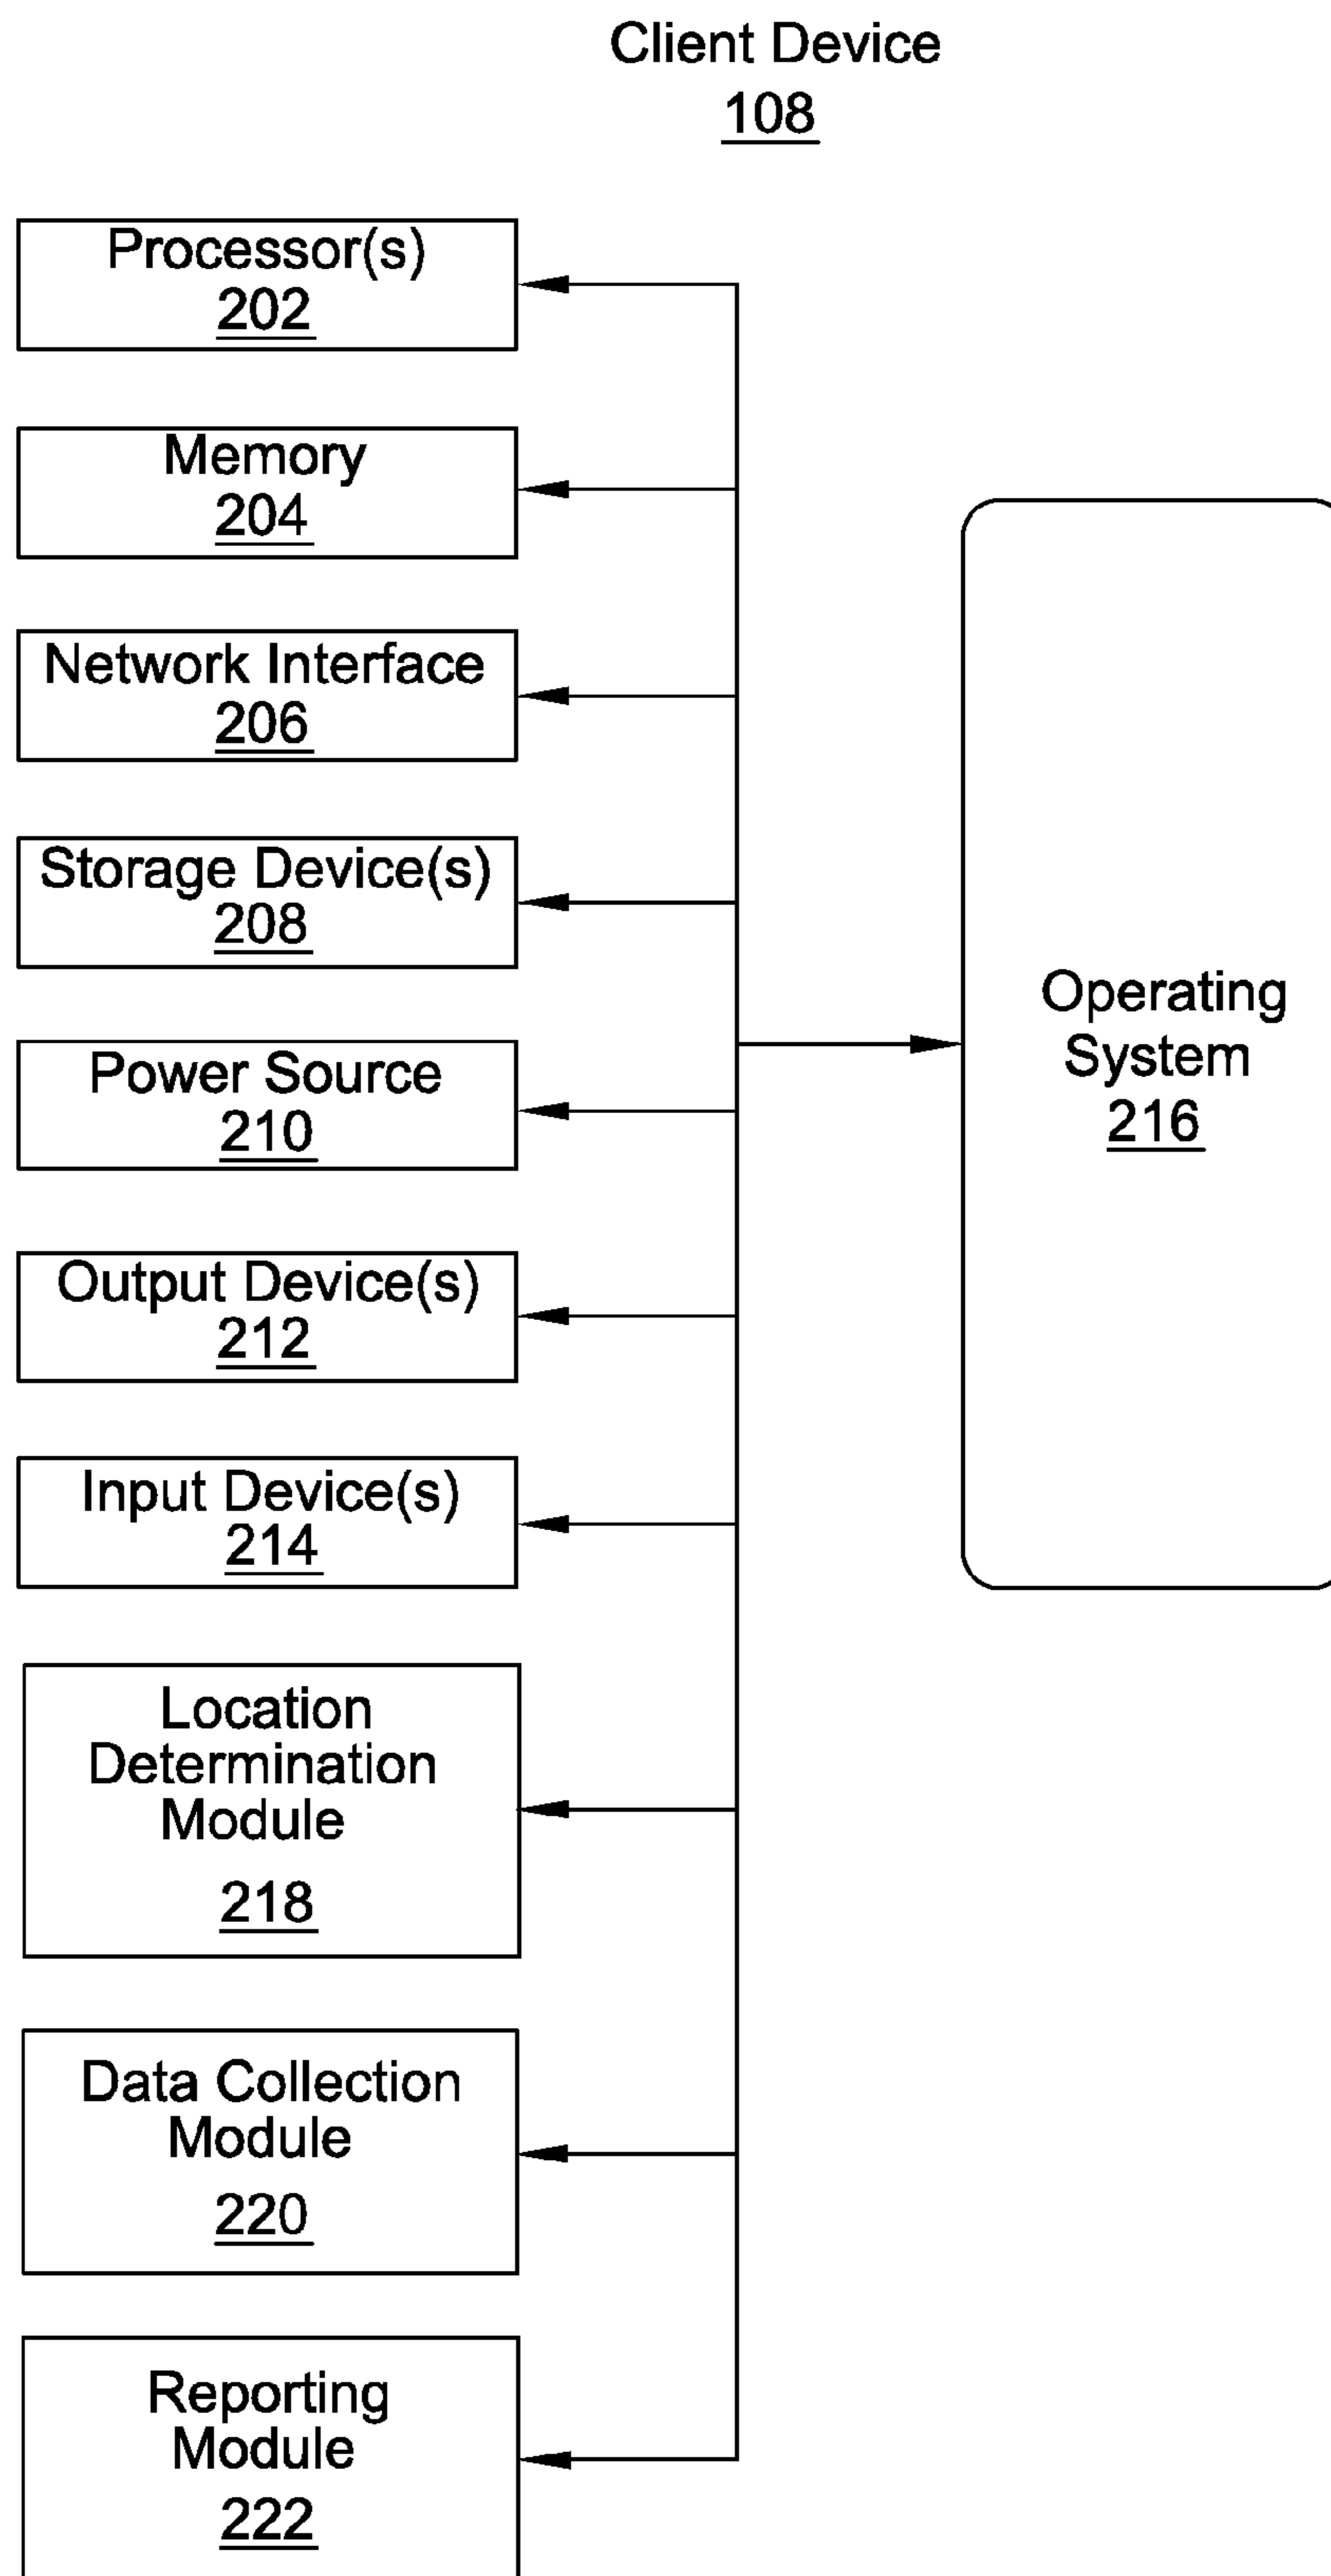 Client Device
108
Processor(s)
202
Memory
204
Network Interface
206
Storage Device(s)
208
Power Source
210
Output Device(s)
212
Input Device(s)
214
Location
Determination
Module
218
Data Collection
Module
220
Reporting
Module
222
Operating
System
216